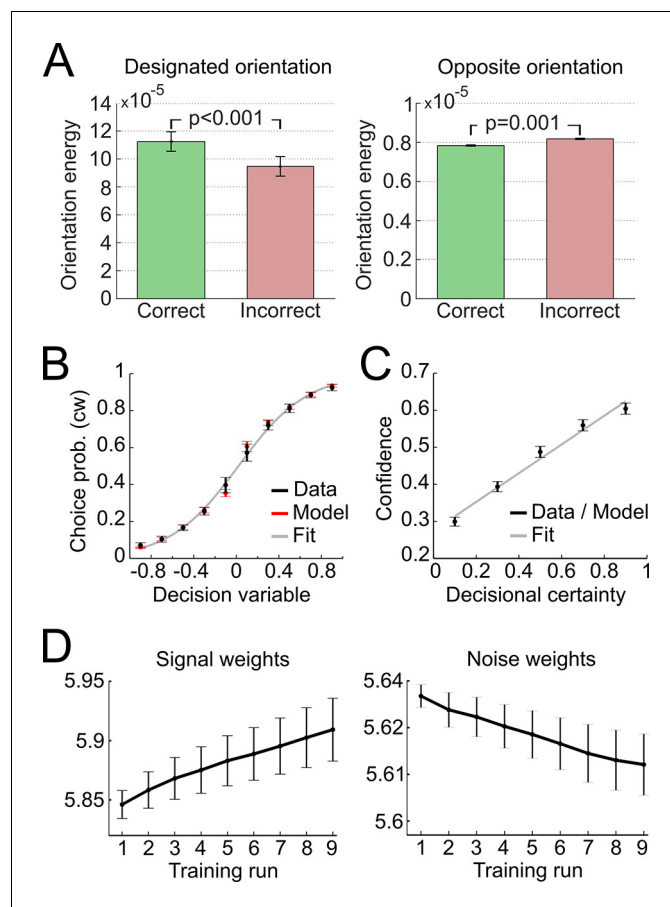 A
Designated orientation
Opposite orientation
×10⁻⁵
14
12
10
8
6
4
2
0
Orientation energy
p<0.001
Correct
Incorrect
×10⁻⁵
1
0.8
0.6
0.4
0.2
0
Orientation energy
p=0.001
Correct
Incorrect
B
1
0.8
0.6
0.4
0.2
0
Choice prob. (cw)
Data
Model
Fit
-0.8 -0.4 0 0.4 0.8
Decision variable
C
0.7
0.6
0.5
0.4
0.3
0.2
Confidence
Data / Model
Fit
0 0.2 0.4 0.6 0.8 1
Decisional certainty
D
Signal weights
5.95
5.9
5.85
1 2 3 4 5 6 7 8 9
Training run
Noise weights
5.64
5.62
5.61
5.6
1 2 3 4 5 6 7 8 9
Training run